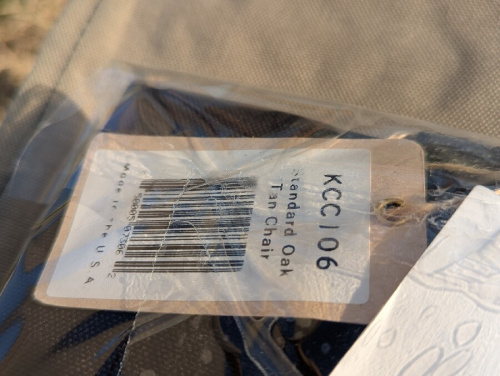 KCC106
Standard Oak
Tan Chair
Made in the USA